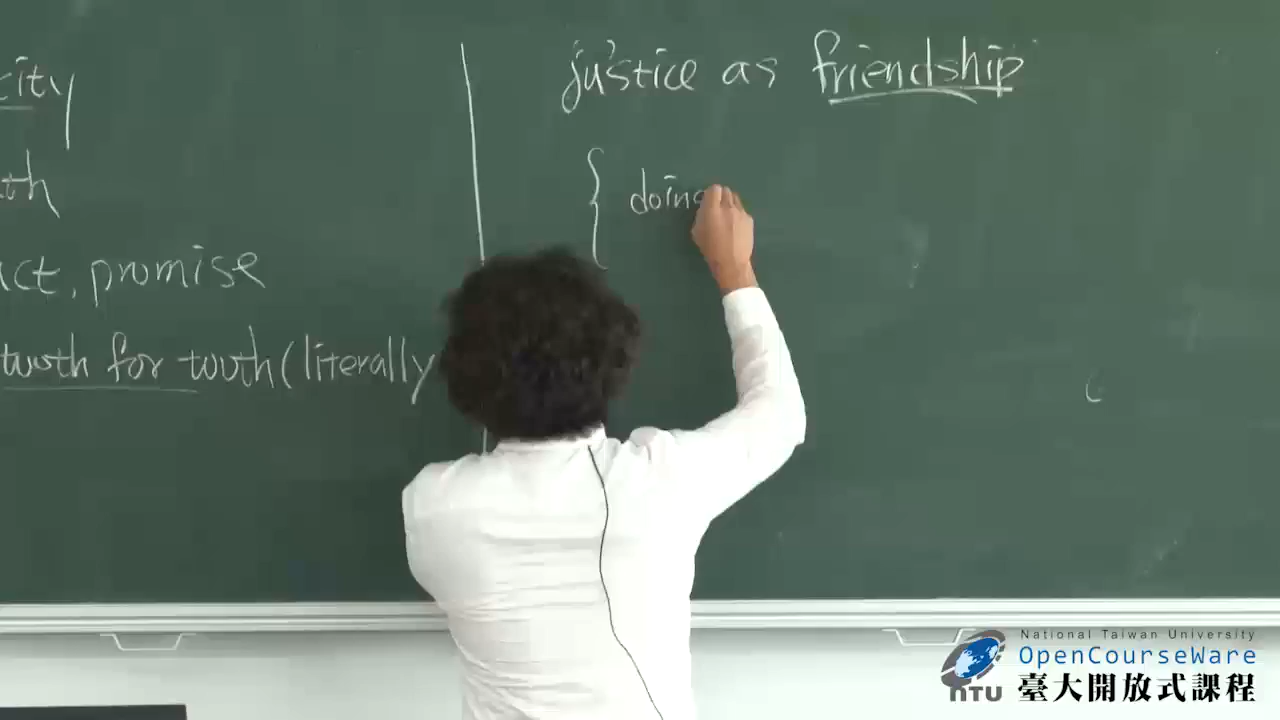 city
th
act, promise
tooth for tooth (literally
justice as friendship
{ doing
C
National Taiwan University
OpenCourseWare
NTU 臺大開放式課程